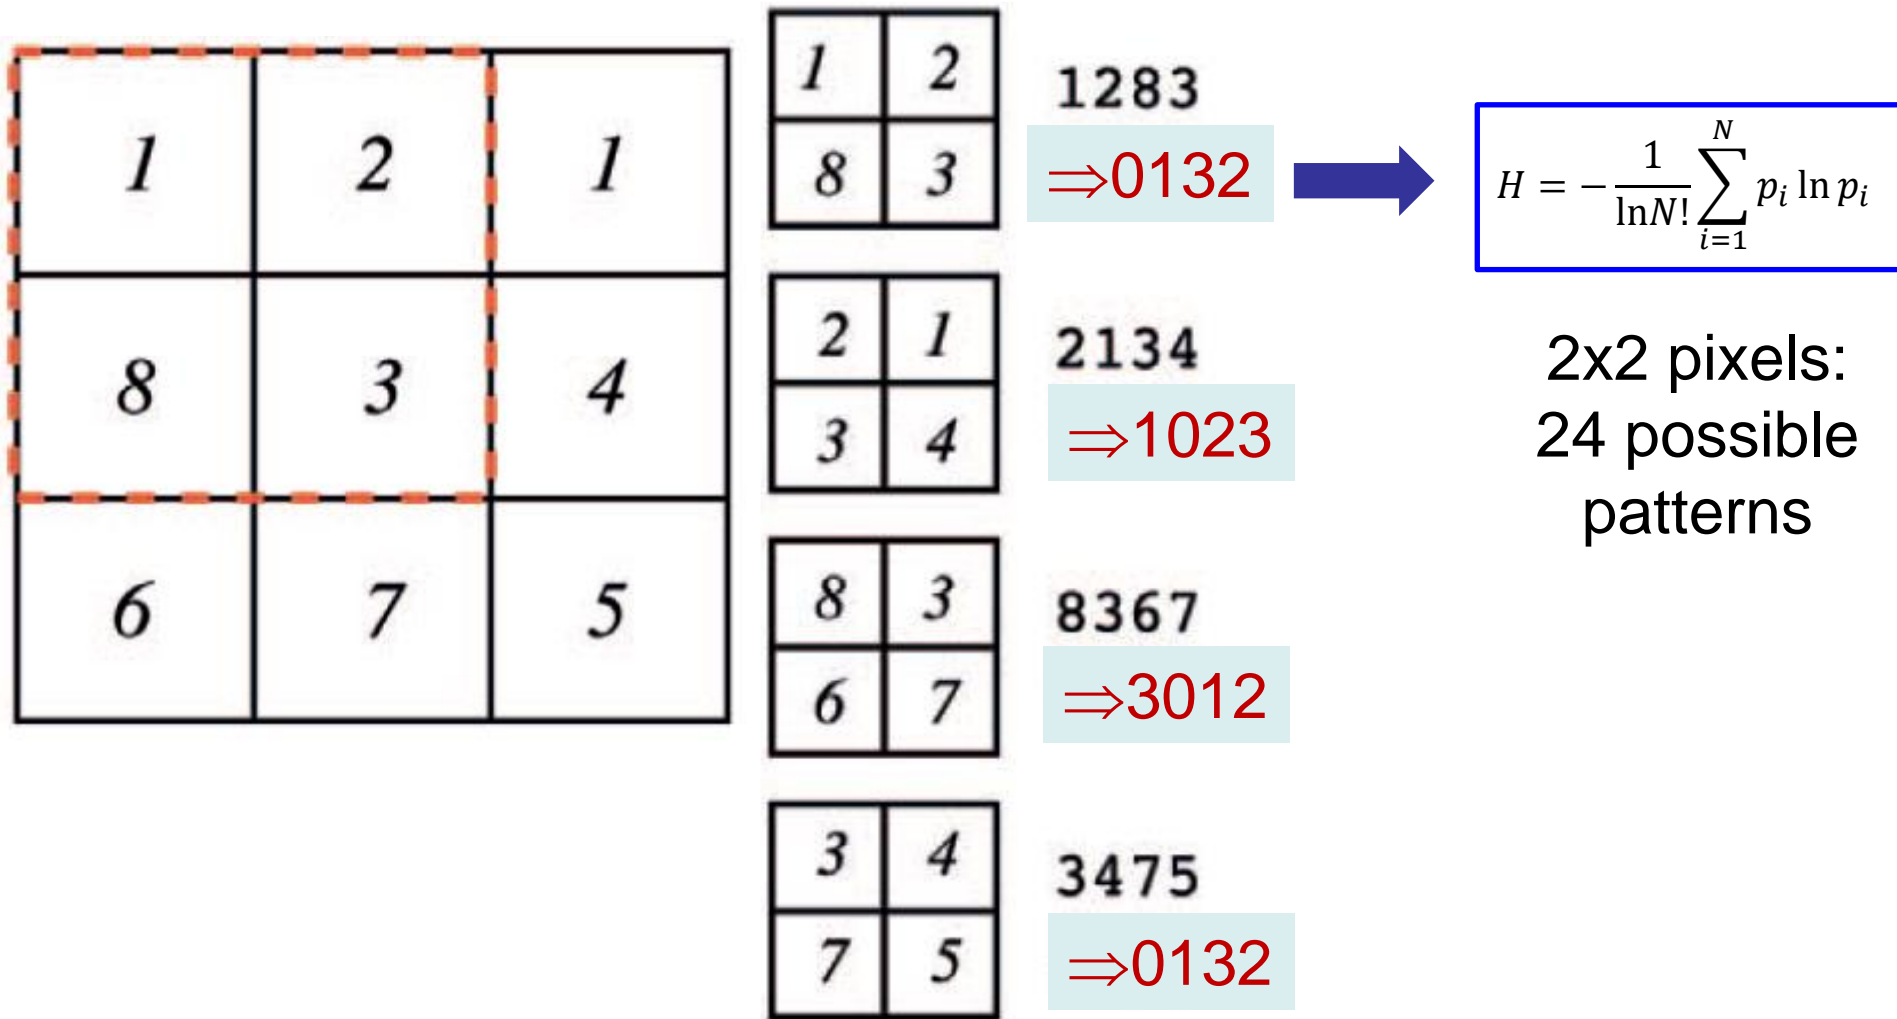 1 2 1
8 3 4
6 7 5
1 2
8 3
1283
⇒0132
2 1
3 4
2134
⇒1023
8 3
6 7
8367
⇒3012
3 4
7 5
3475
⇒0132
H = − 1/lnN! ∑_{i=1}^{N} p_i ln p_i
2x2 pixels:
24 possible
patterns